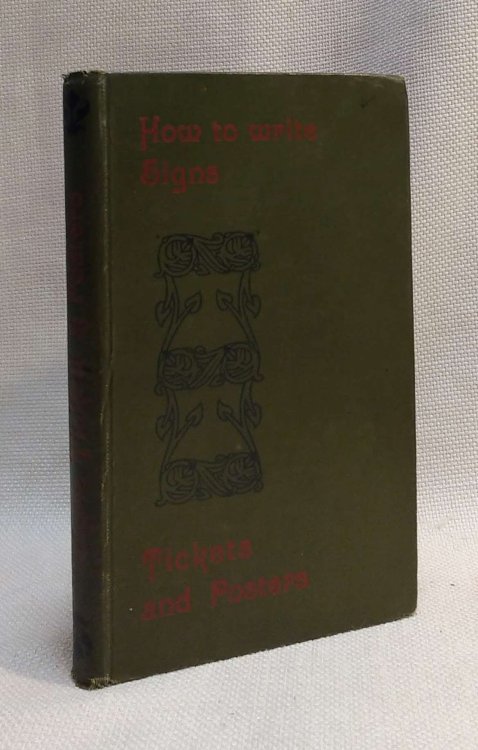 How to write
Signs
Tickets
and Posters